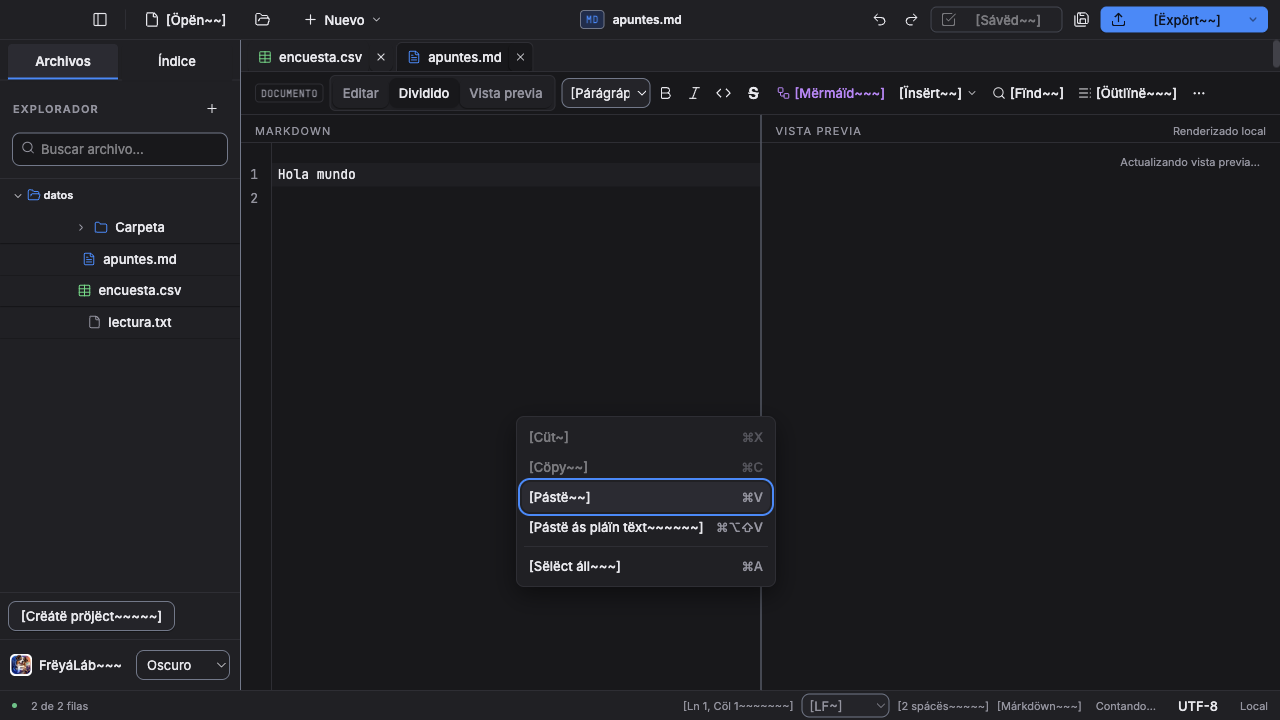 [Öpën~~]
Nuevo
MD apuntes.md
[Sávëd~~]
[Ëxpört~~]
Archivos
Índice
encuesta.csv
apuntes.md
EXPLORADOR
DOCUMENTO
Editar
Dividido
Vista previa
[Párágráp
B
I
S
[Mërmáïd~~~]
[Ïnsërt~~]
[Fïnd~~]
[Öütlïnë~~~]
Buscar archivo...
MARKDOWN
VISTA PREVIA
Renderizado local
Actualizando vista previa...
1 Hola mundo
2
datos
Carpeta
apuntes.md
encuesta.csv
lectura.txt
[Cüt~] ⌘X
[Cöpy~~] ⌘C
[Pástë~~] ⌘V
[Pástë ás pláïn tëxt~~~~~~] ⌘⌥⇧V
[Sëlëct áll~~~] ⌘A
[Crëátë pröjëct~~~~~]
FrëyáLáb~~~
Oscuro
2 de 2 filas
[Ln 1, Cöl 1~~~~~~~]
[LF~]
[2 spácës~~~~~]
[Márkdöwn~~~]
Contando...
UTF-8
Local